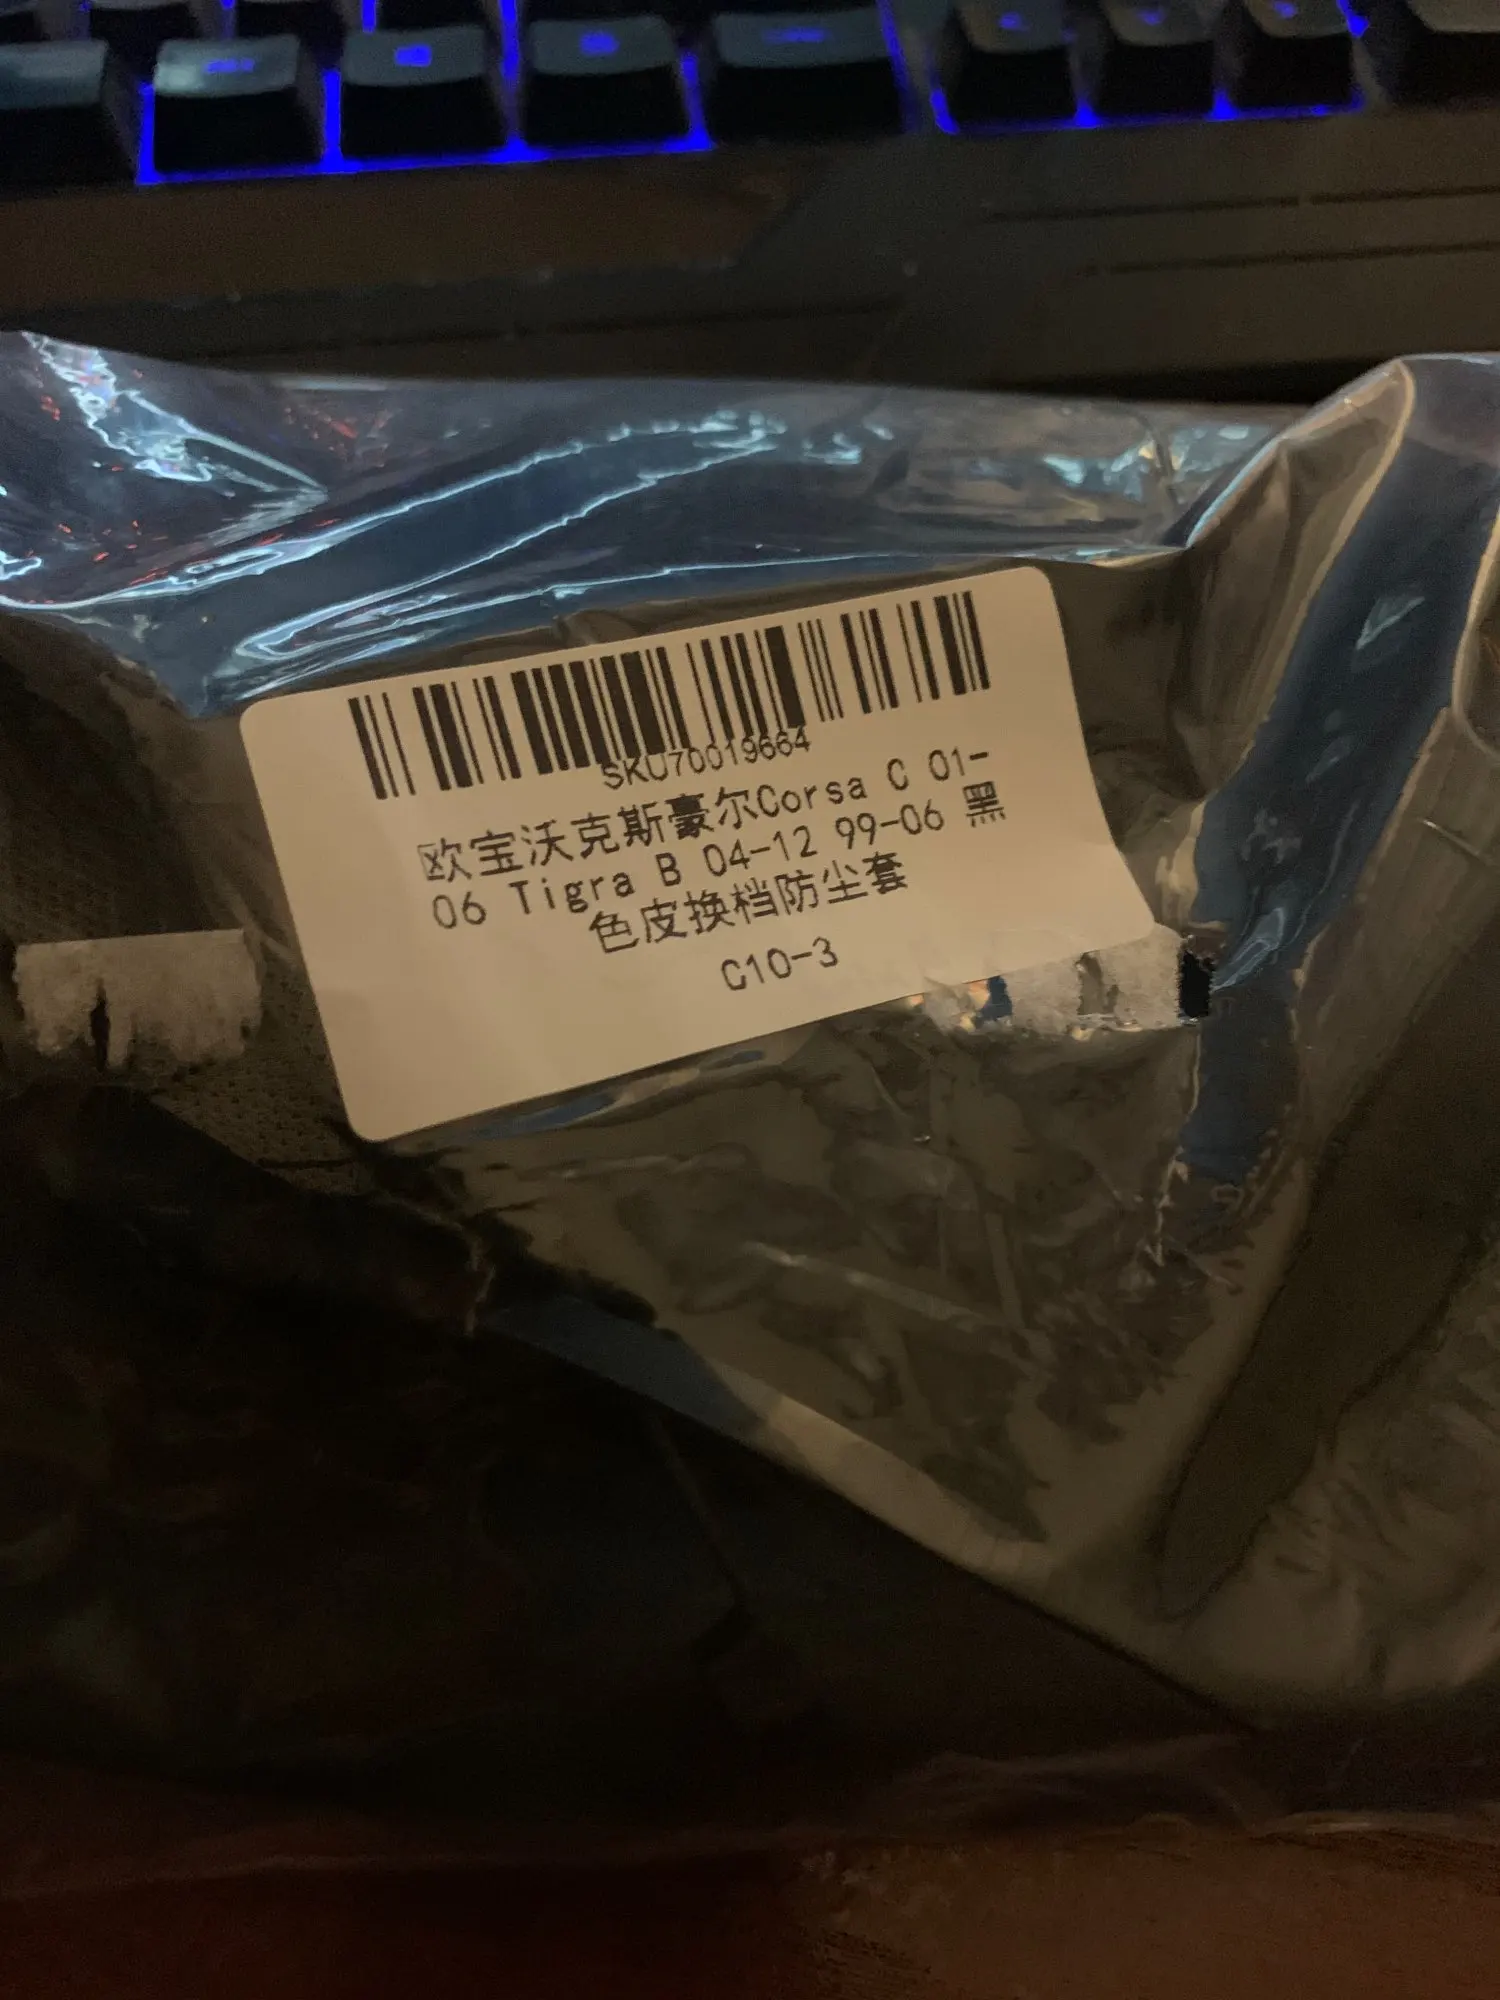 SKU70019664
欧宝沃克斯豪尔Corsa C 01-
06 Tigra B 04-12 99-06 黑
色皮换档防尘套
C10-3